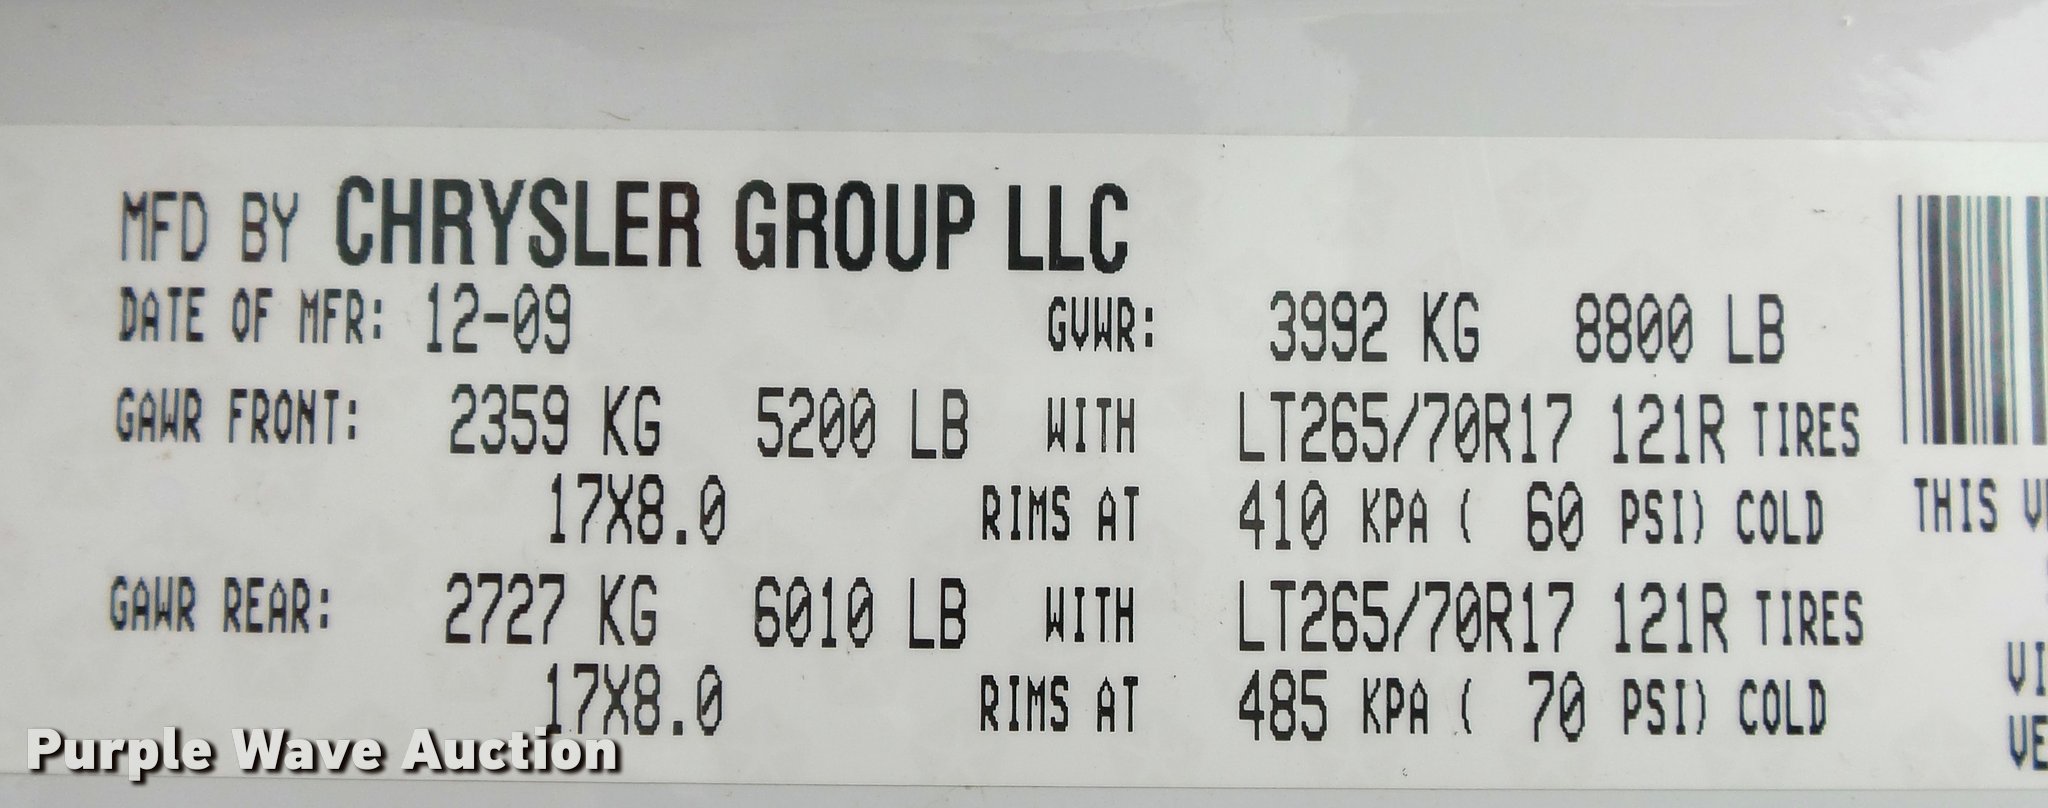 MFD BY CHRYSLER GROUP LLC
DATE OF MFR: 12-09 GVWR: 3992 KG 8800 LB
GAWR FRONT: 2359 KG 5200 LB WITH LT265/70R17 121R TIRES
17X8.0 RIMS AT 410 KPA ( 60 PSI) COLD
THIS
GAWR REAR: 2727 KG 6010 LB WITH LT265/70R17 121R TIRES
17X8.0 RIMS AT 485 KPA ( 70 PSI) COLD
Purple Wave Auction